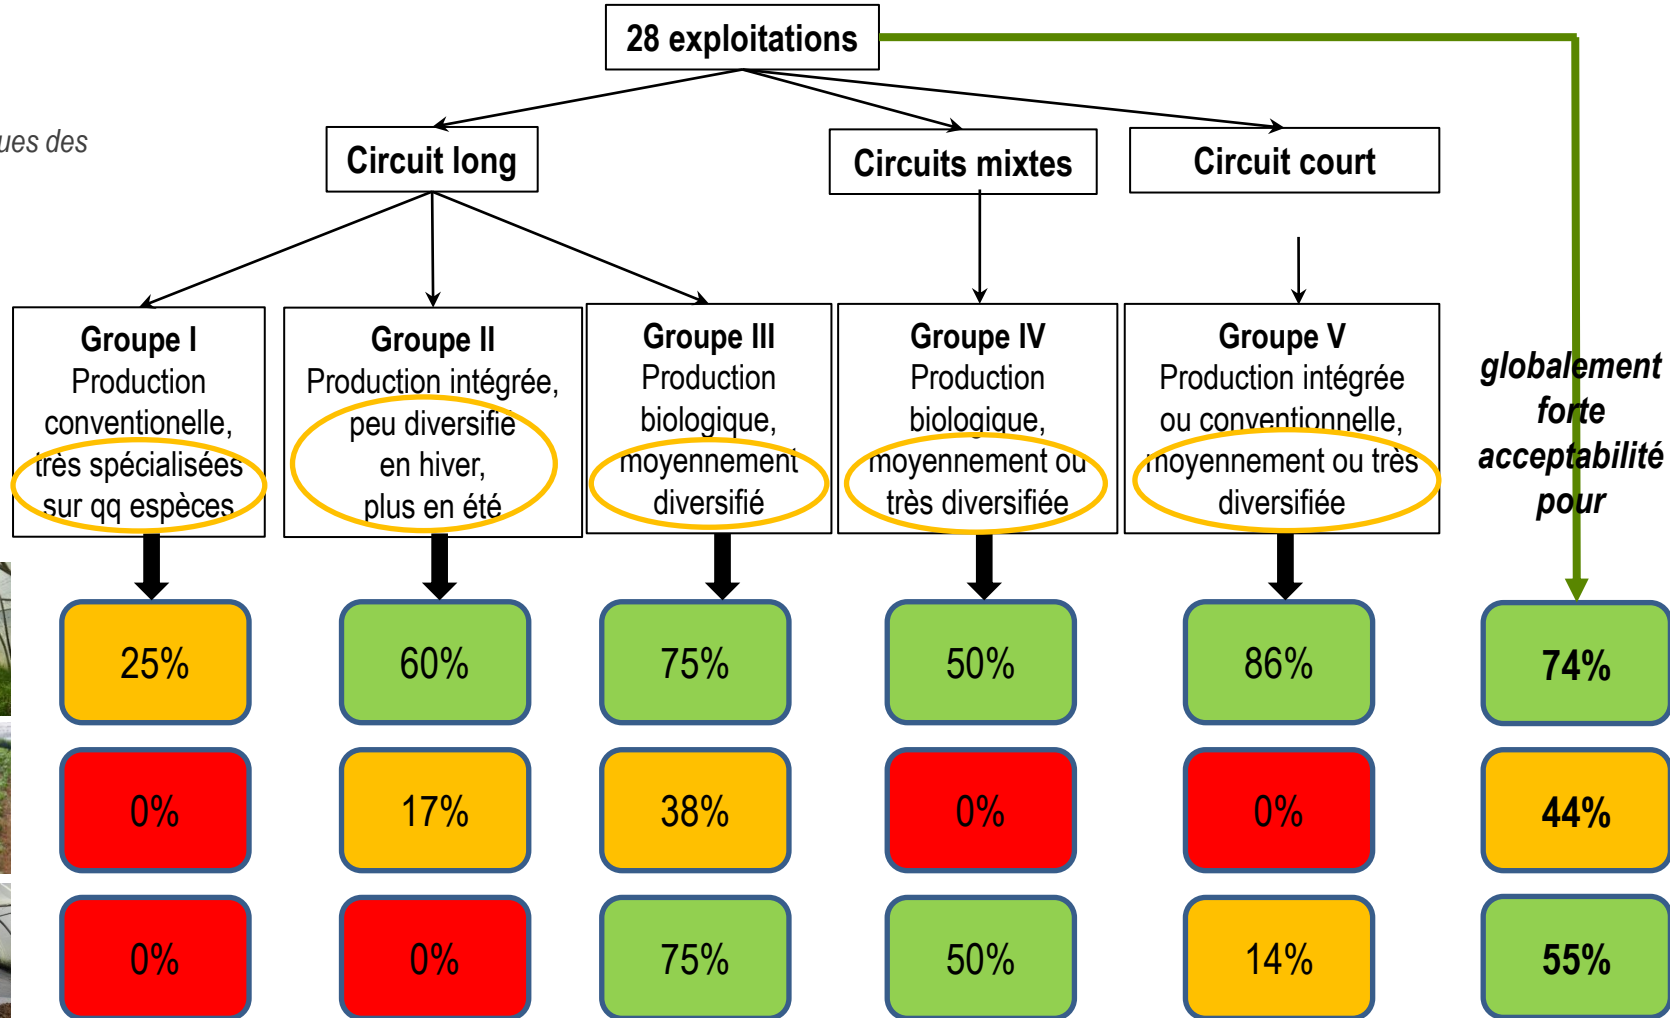 28 exploitations
ues des
Circuit long
Circuits mixtes
Circuit court
Groupe I
Production
conventionelle,
très spécialisées
sur qq espèces
Groupe II
Production intégrée,
peu diversifié
en hiver,
plus en été
Groupe III
Production
biologique,
moyennement
diversifié
Groupe IV
Production
biologique,
moyennement ou
très diversifiée
Groupe V
Production intégrée
ou conventionnelle,
moyennement ou très
diversifiée
globalement
forte
acceptabilité
pour
25%
60%
75%
50%
86%
74%
0%
17%
38%
0%
0%
44%
0%
0%
75%
50%
14%
55%